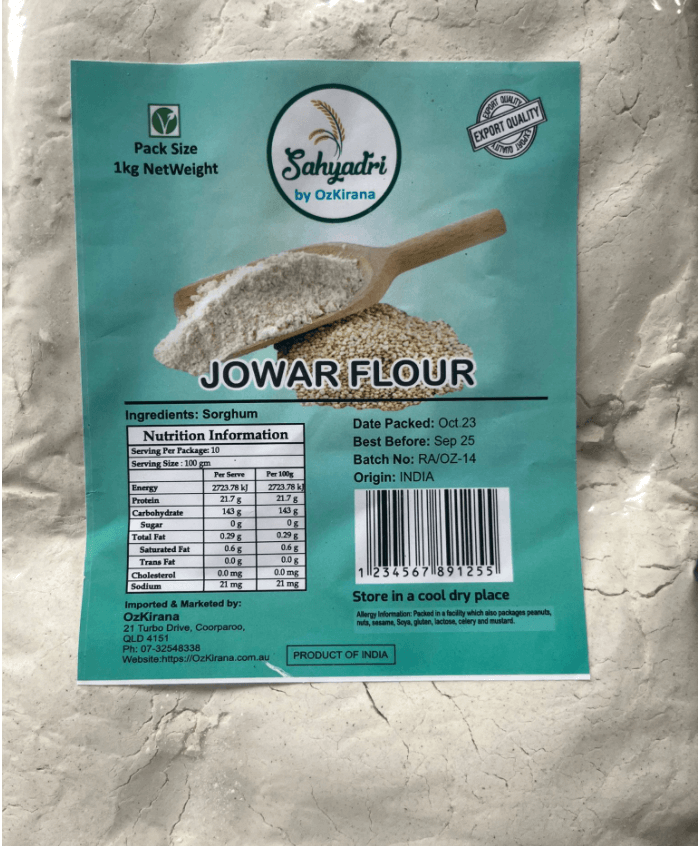 Pack Size
1kg NetWeight
Sahyadri
by OzKirana
EXPORT QUALITY
EXPORT QUALITY
EXPORT QUALITY
JOWAR FLOUR
Ingredients: Sorghum
Nutrition Information
Serving Per Package: 10
Serving Size : 100 gm
Per Serve Per 100g
Energy 2723.78 kJ 2723.78 kJ
Protein 21.7 g 21.7 g
Carbohydrate 143 g 143 g
Sugar 0 g 0 g
Total Fat 0.29 g 0.29 g
Saturated Fat 0.6 g 0.6 g
Trans Fat 0.0 g 0.0 g
Cholesterol 0.0 mg 0.0 mg
Sodium 21 mg 21 mg
Imported & Marketed by:
OzKirana
21 Turbo Drive, Coorparoo,
QLD 4151
Ph: 07-32548338
Website:https://OzKirana.com.au
PRODUCT OF INDIA
Date Packed: Oct.23
Best Before: Sep 25
Batch No: RA/OZ-14
Origin: INDIA
1 234567 891255
Store in a cool dry place
Allergy Information: Packed in a facility which also packages peanuts,
nuts, sesame, Soya, gluten, lactose, celery and mustard.